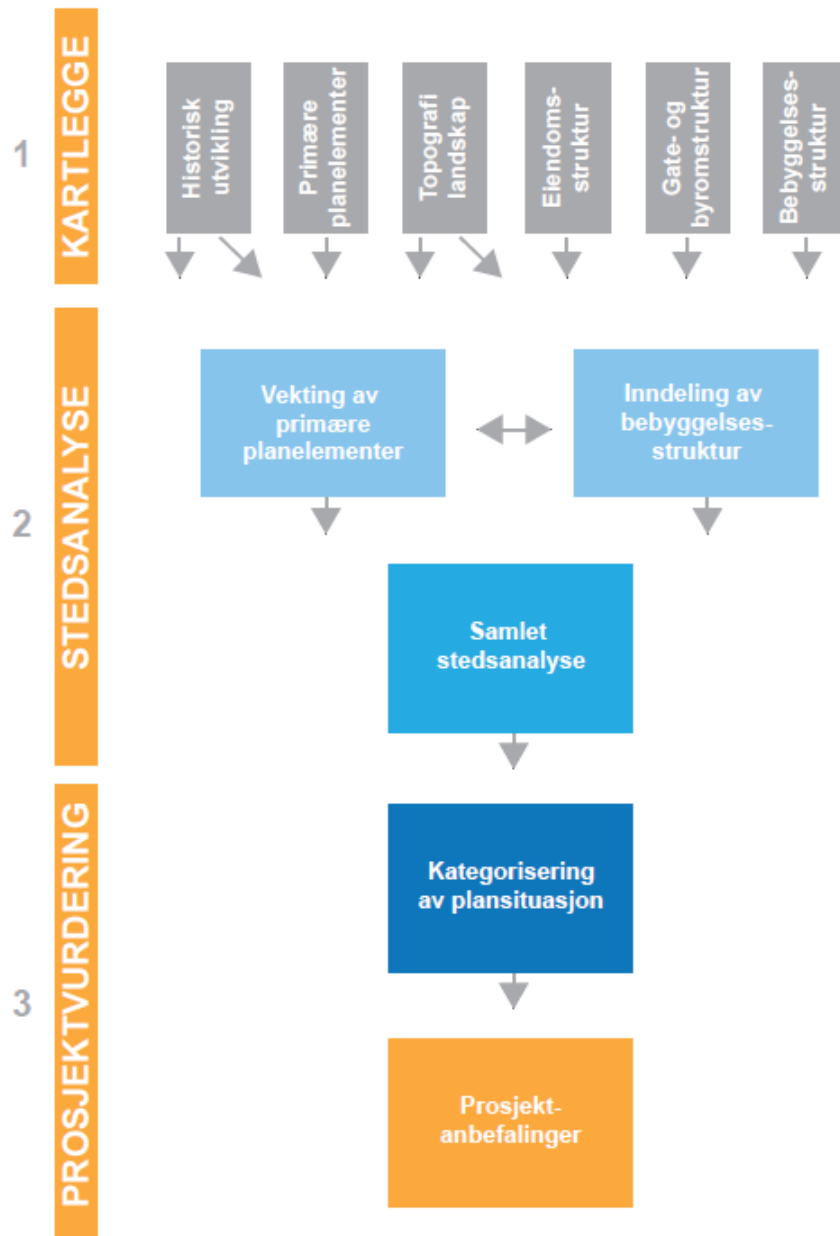 1
KARTLEGGE
Historisk
utvikling
Primære
planelementer
Topografi
landskap
Eiendoms-
struktur
Gate- og
byromstruktur
Bebyggelses-
struktur
2
STEDSANALYSE
Vekting av
primære
planelementer
Inndeling av
bebyggelses-
struktur
Samlet
stedsanalyse
3
PROSJEKTVURDERING
Kategorisering
av plansituasjon
Prosjekt-
anbefalinger